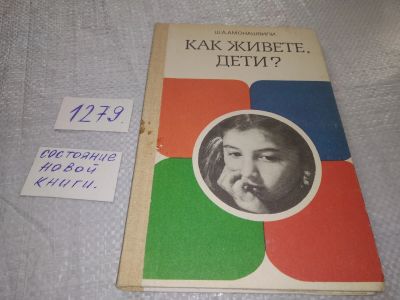 Ш.А.АМОНАШВИЛИ
КАК ЖИВЕТЕ,
ДЕТИ?
1279.
состояние
новой
книги.